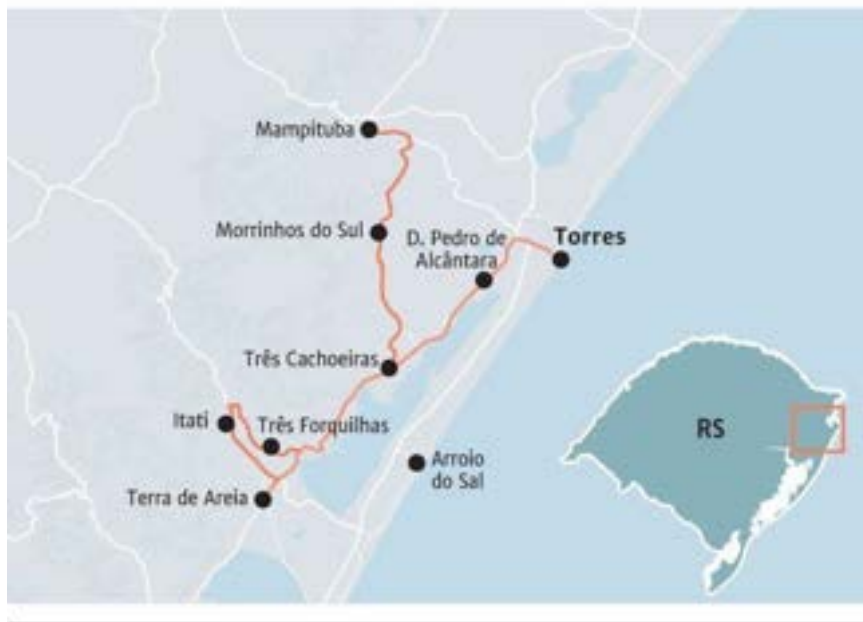 Mampituba
Morrinhos do Sul
D. Pedro de
Alcântara
Torres
Três Cachoeiras
Itati
Três Forquilhas
Arroio
do Sal
Terra de Areia
RS